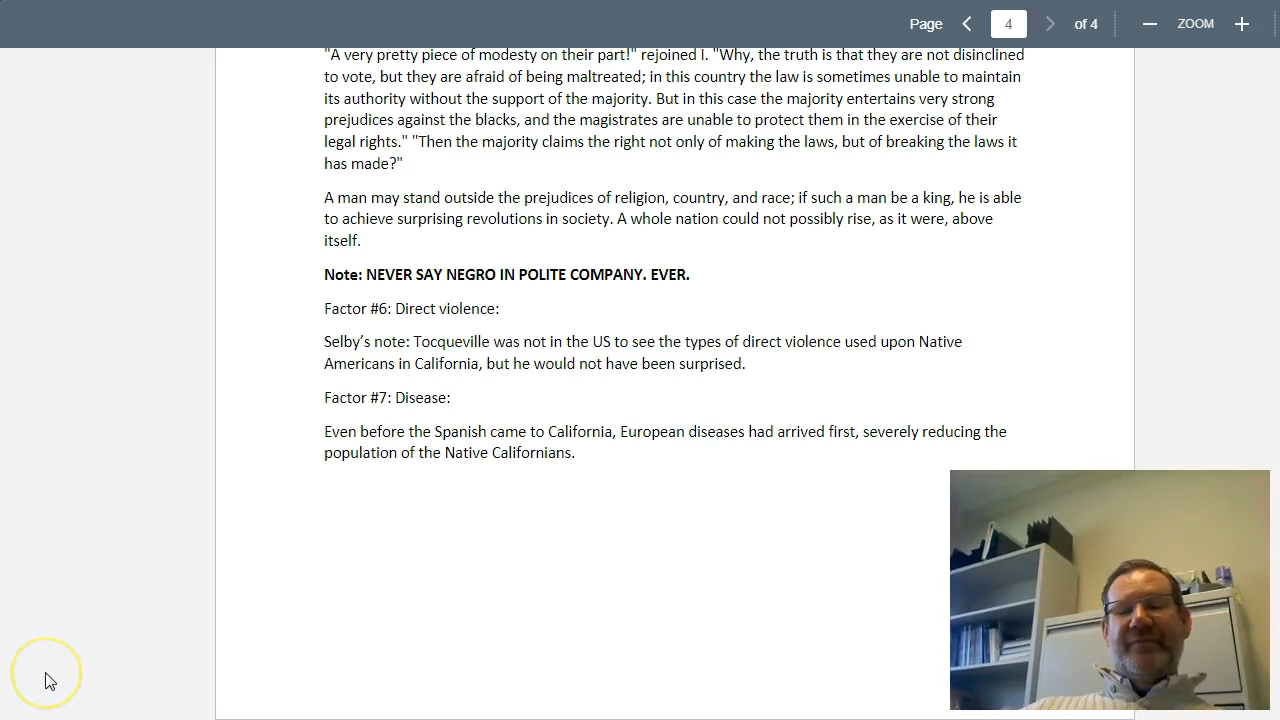 Page 4 of 4 ZOOM
"A very pretty piece of modesty on their part!" rejoined I. "Why, the truth is that they are not disinclined
to vote, but they are afraid of being maltreated; in this country the law is sometimes unable to maintain
its authority without the support of the majority. But in this case the majority entertains very strong
prejudices against the blacks, and the magistrates are unable to protect them in the exercise of their
legal rights." "Then the majority claims the right not only of making the laws, but of breaking the laws it
has made?"
A man may stand outside the prejudices of religion, country, and race; if such a man be a king, he is able
to achieve surprising revolutions in society. A whole nation could not possibly rise, as it were, above
itself.
Note: NEVER SAY NEGRO IN POLITE COMPANY. EVER.
Factor #6: Direct violence:
Selby’s note: Tocqueville was not in the US to see the types of direct violence used upon Native
Americans in California, but he would not have been surprised.
Factor #7: Disease:
Even before the Spanish came to California, European diseases had arrived first, severely reducing the
population of the Native Californians.